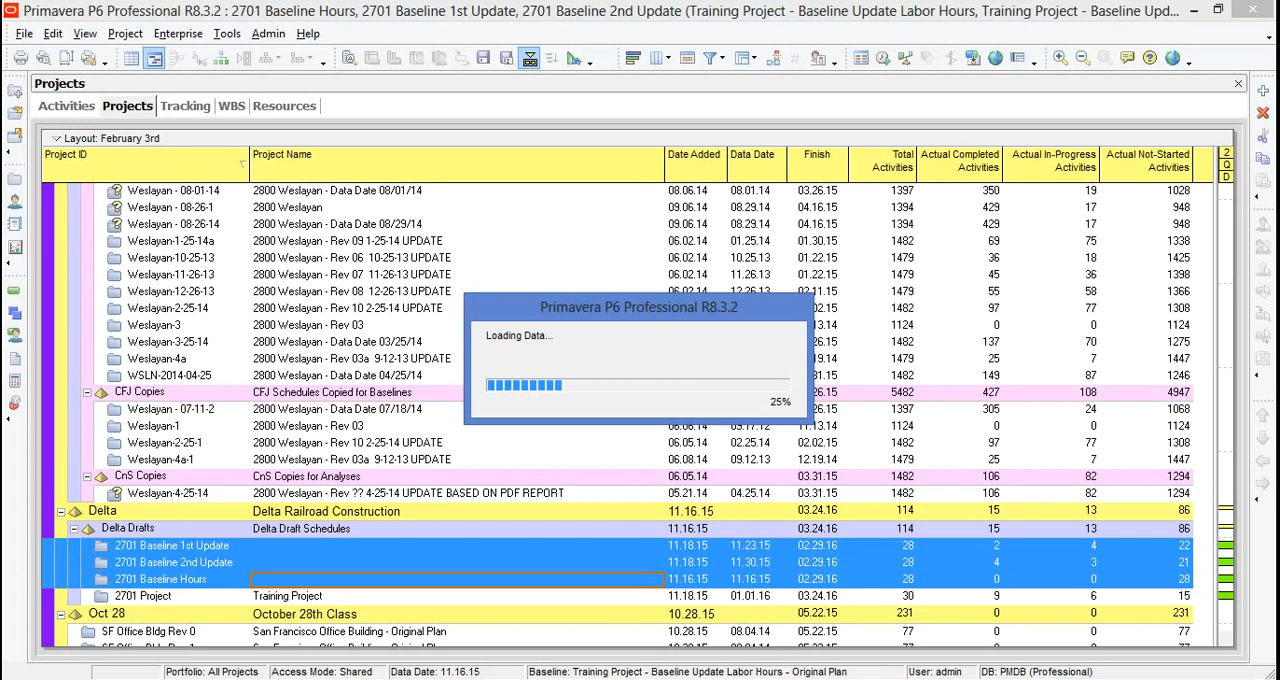 Primavera P6 Professional R8.3.2 : 2701 Baseline Hours, 2701 Baseline 1st Update, 2701 Baseline 2nd Update (Training Project - Baseline Update Labor Hours, Training Project - Baseline Upd...
File Edit View Project Enterprise Tools Admin Help
Projects
Activities Projects Tracking WBS Resources
Layout: February 3rd
Project ID Project Name Date Added Data Date Finish Total Activities Actual Completed Activities Actual In-Progress Activities Actual Not-Started Activities 2 Q D
Weslayan - 08-01-14 2800 Weslayan - Data Date 08/01/14 08.06.14 08.01.14 03.26.15 1397 350 19 1028
Weslayan - 08-26-1 2800 Weslayan 09.06.14 08.29.14 04.16.15 1394 429 17 948
Weslayan - 08-26-14 2800 Weslayan - Data Date 08/29/14 09.06.14 08.29.14 04.16.15 1394 429 17 948
Weslayan-1-25-14a 2800 Weslayan - Rev 09 1-25-14 UPDATE 06.02.14 01.25.14 01.30.15 1482 69 75 1338
Weslayan-10-25-13 2800 Weslayan - Rev 06 10-25-13 UPDATE 06.02.14 10.25.13 01.22.15 1479 36 18 1425
Weslayan-11-26-13 2800 Weslayan - Rev 07 11-26-13 UPDATE 06.02.14 11.26.13 01.22.15 1479 45 36 1398
Weslayan-12-26-13 2800 Weslayan - Rev 08 12-26-13 UPDATE 06.02.14 12.26.13 02.11.15 1479 55 58 1366
Weslayan-2-25-14 2800 Weslayan - Rev 10 2-25-14 UPDATE 1482 97 77 1308
Weslayan-3 2800 Weslayan - Rev 03 1124 0 0 1124
Weslayan-3-25-14 2800 Weslayan - Data Date 03/25/14 1482 137 70 1275
Weslayan-4a 2800 Weslayan - Rev 03a 9-12-13 UPDATE 1479 25 7 1447
WSLN-2014-04-25 2800 Weslayan - Data Date 04/25/14 1482 149 87 1246
CFJ Copies CFJ Schedules Copied for Baselines 5482 427 108 4947
Weslayan - 07-11-2 2800 Weslayan - Data Date 07/18/14 1397 305 24 1068
Weslayan-1 2800 Weslayan - Rev 03 06.06.14 09.17.12 1124 0 0 1124
Weslayan-2-25-1 2800 Weslayan - Rev 10 2-25-14 UPDATE 06.05.14 02.25.14 02.02.15 1482 97 77 1308
Weslayan-4a-1 2800 Weslayan - Rev 03a 9-12-13 UPDATE 06.08.14 09.12.13 12.19.14 1479 25 7 1447
CnS Copies CnS Copies for Analyses 06.05.14 03.31.15 1482 106 82 1294
Weslayan-4-25-14 2800 Weslayan - Rev ?? 4-25-14 UPDATE BASED ON PDF REPORT 05.21.14 04.25.14 03.31.15 1482 106 82 1294
Delta Delta Railroad Construction 11.16.15 03.24.16 114 15 13 86
Delta Drafts Delta Draft Schedules 11.16.15 03.24.16 114 15 13 86
2701 Baseline 1st Update 11.18.15 11.23.15 02.29.16 28 2 4 22
2701 Baseline 2nd Update 11.18.15 11.30.15 02.29.16 28 4 3 21
2701 Baseline Hours 11.16.15 11.16.15 02.29.16 28 0 0 28
2701 Project Training Project 11.18.15 01.01.16 03.24.16 30 9 6 15
Oct 28 October 28th Class 10.28.15 05.22.15 231 0 0 231
SF Office Bldg Rev 0 San Francisco Office Building - Original Plan 10.28.15 08.04.14 05.22.15 77 0 0 77
Primavera P6 Professional R8.3.2
Loading Data...
25%
Portfolio: All Projects Access Mode: Shared Data Date: 11.16.15 Baseline: Training Project - Baseline Update Labor Hours - Original Plan User: admin DB: PMDB (Professional)